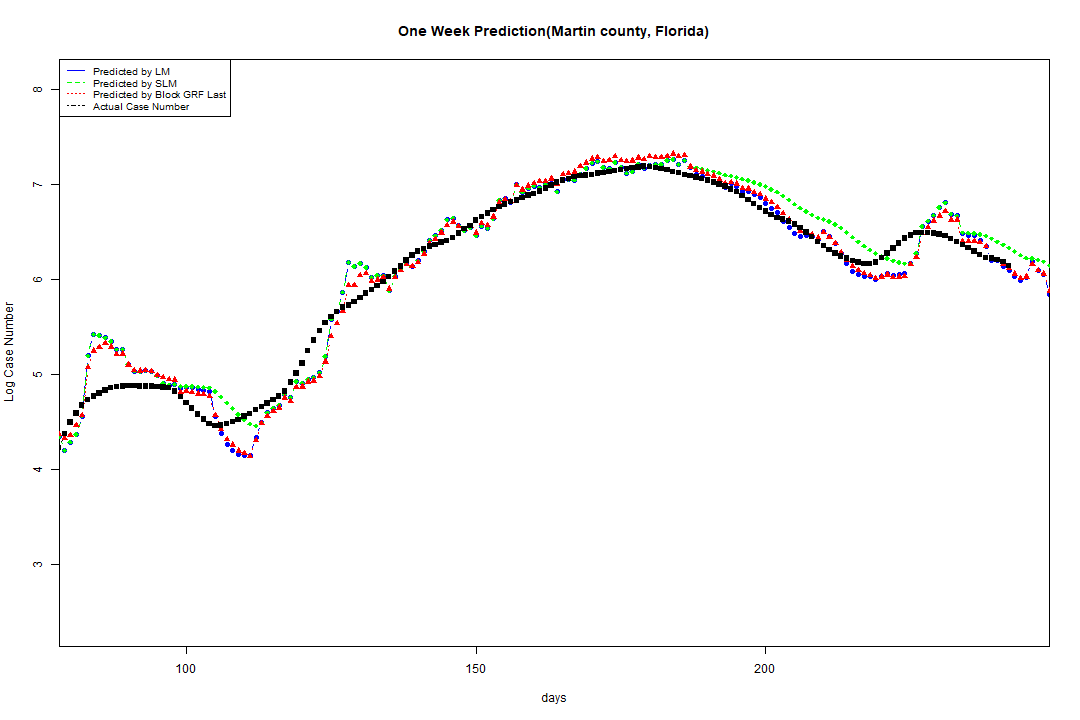 One Week Prediction(Martin county, Florida)
Predicted by LM
Predicted by SLM
Predicted by Block GRF Last
Actual Case Number
8
7
6
5
4
3
Log Case Number
100
150
200
days